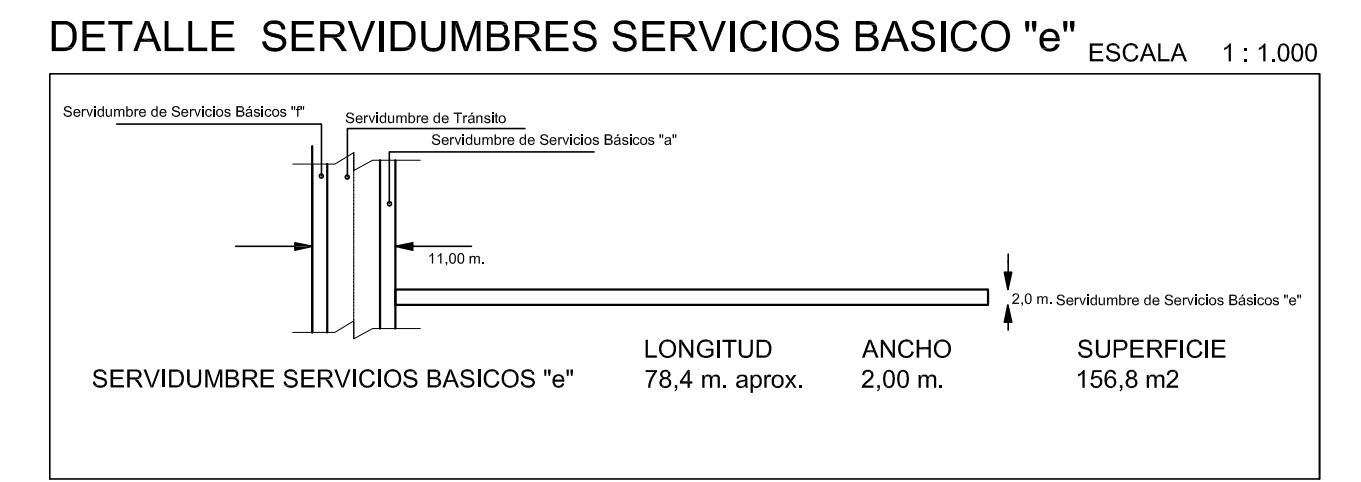 DETALLE SERVIDUMBRES SERVICIOS BASICO "e" ESCALA 1 : 1.000
Servidumbre de Servicios Básicos "f"
Servidumbre de Tránsito
Servidumbre de Servicios Básicos "a"
11,00 m.
2,0 m. Servidumbre de Servicios Básicos "e"
LONGITUD ANCHO SUPERFICIE
SERVIDUMBRE SERVICIOS BASICOS "e" 78,4 m. aprox. 2,00 m. 156,8 m2